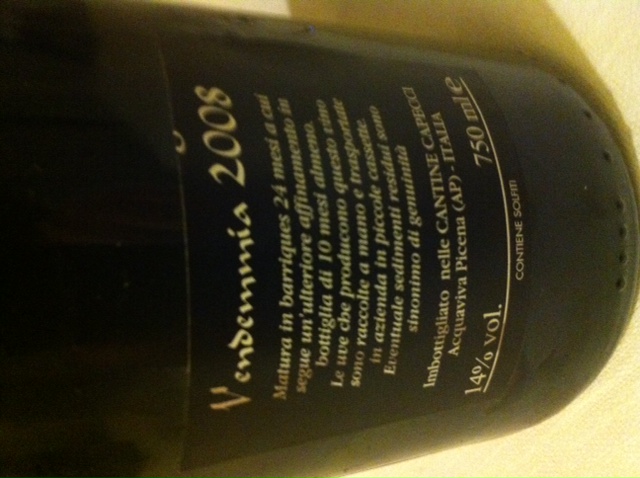 Vendemmia 2008
Matura in barriques 24 mesi a cui
segue un'ulteriore affinamento in
bottiglia di 10 mesi almeno.
Le uve che producono questo vino
sono raccolte a mano e trasportate
in azienda in piccole cassette.
Eventuale sedimenti residui sono
sinonimo di genuinità
Imbottigliato nelle CANTINE CAPECCI
Acquaviva Picena (AP) - ITALIA
14% vol. 750 ml e
CONTIENE SOLFITI